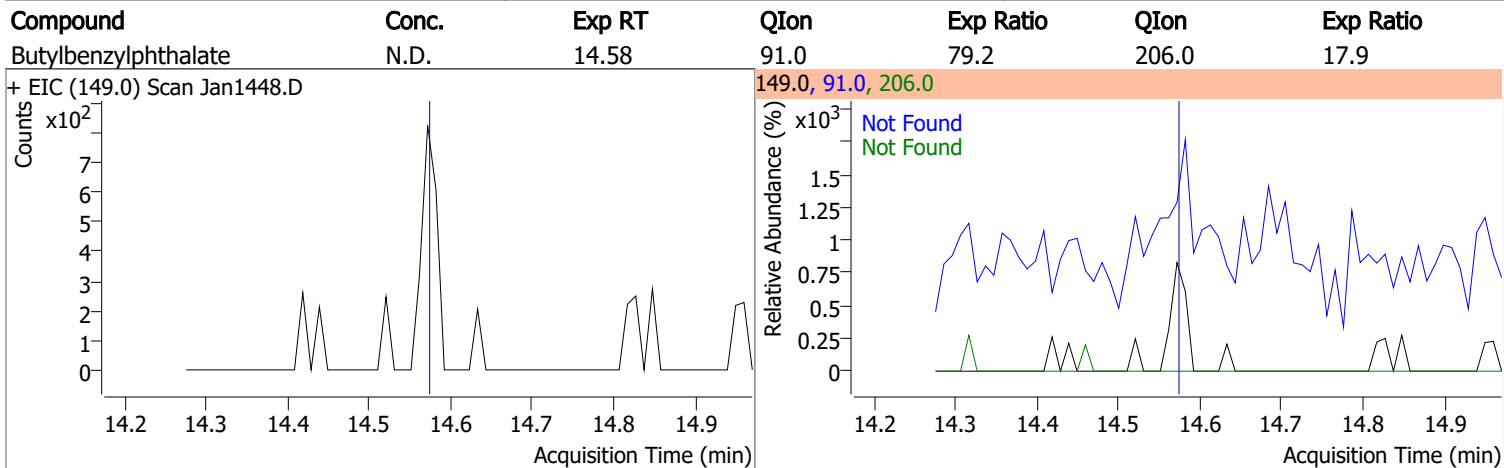 Compound Conc. Exp RT QIon Exp Ratio QIon Exp Ratio
Butylbenzylphthalate N.D. 14.58 91.0 79.2 206.0 17.9
+ EIC (149.0) Scan Jan1448.D
Counts
x10²
7
6
5
4
3
2
1
0
14.2 14.3 14.4 14.5 14.6 14.7 14.8 14.9
Acquisition Time (min)
149.0, 91.0, 206.0
Relative Abundance (%)
x10³
Not Found
Not Found
1.5
1.25
1
0.75
0.5
0.25
0
14.2 14.3 14.4 14.5 14.6 14.7 14.8 14.9
Acquisition Time (min)